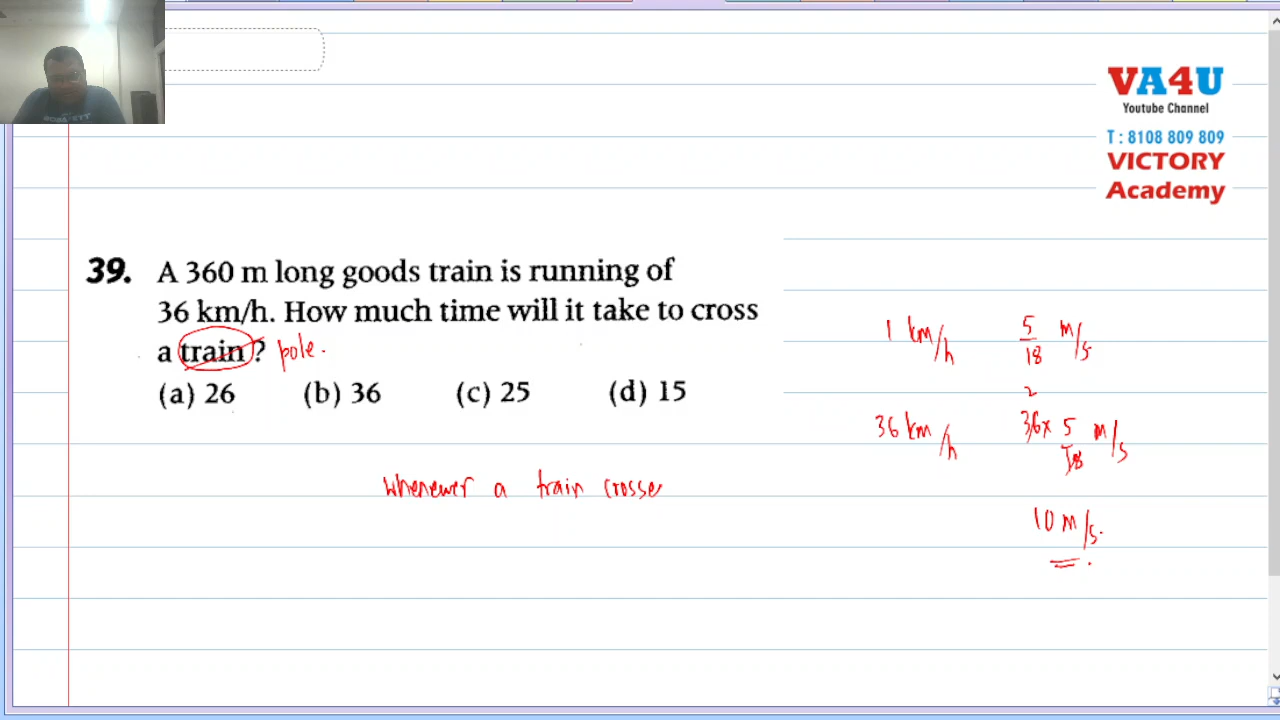 VA4U
Youtube Channel
T : 8108 809 809
VICTORY
Academy
39. A 360 m long goods train is running of
36 km/h. How much time will it take to cross
a train? pole.
(a) 26 (b) 36 (c) 25 (d) 15
1 km/h 5/18 m/s
2
36 km/h 36 x 5/18 m/s
whenever a train crosse
10 m/s.